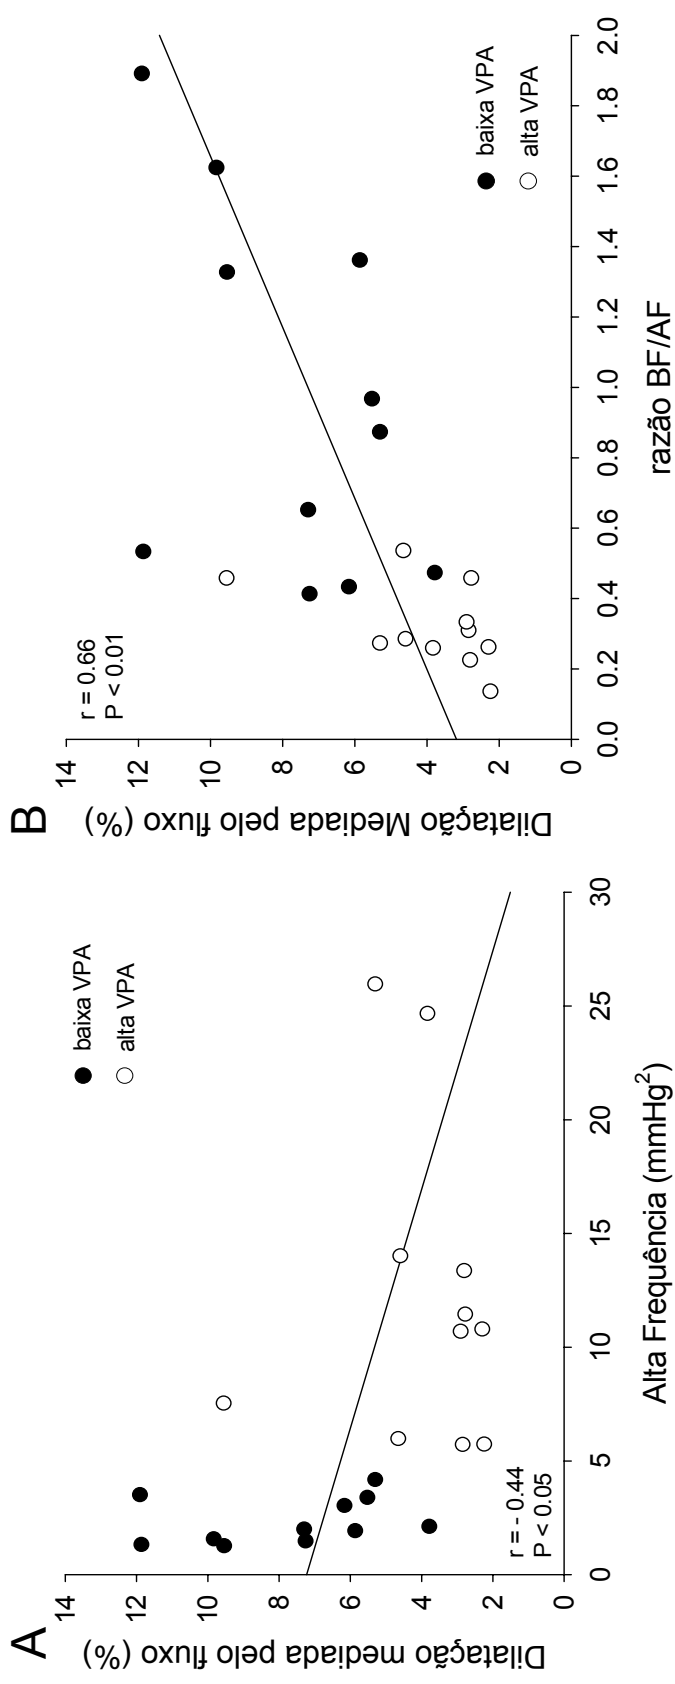 A
Dilatação mediada pelo fluxo (%)
14
12
10
8
6
4
2
0
baixa VPA
alta VPA
r = - 0.44
P < 0.05
0
5
10
15
20
25
30
Alta Frequência (mmHg²)
B
Dilatação Mediada pelo fluxo (%)
14
12
10
8
6
4
2
0
r = 0.66
P < 0.01
baixa VPA
alta VPA
0.0
0.2
0.4
0.6
0.8
1.0
1.2
1.4
1.6
1.8
2.0
razão BF/AF